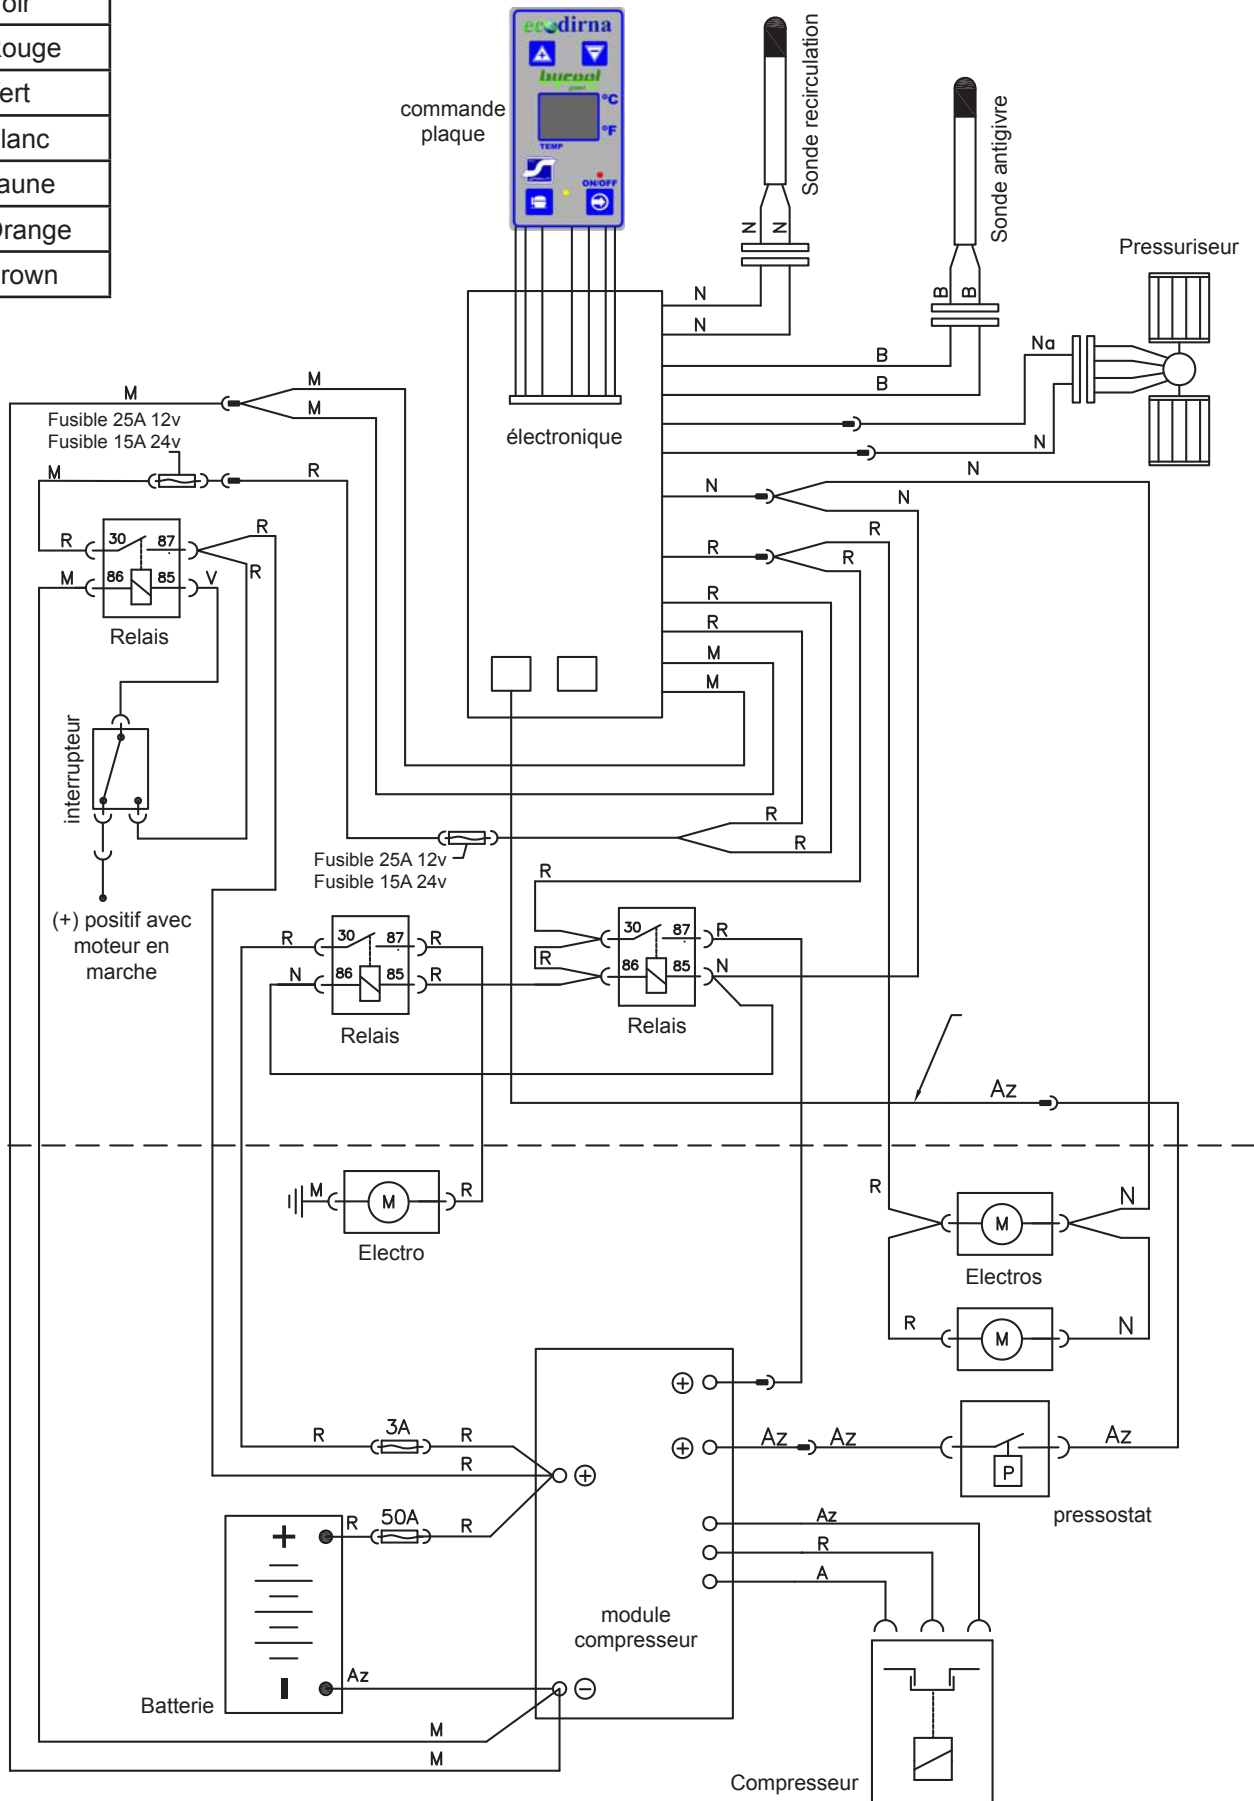 oir
ouge
ert
lanc
aune
Orange
rown
ecodirna
bucool
green
°C
°F
TEMP
ON/OFF
commande
plaque
Sonde recirculation
Sonde antigivre
Pressuriseur
N
N
B
B
N
N
B
B
Na
N
électronique
M
M
M
Fusible 25A 12v
Fusible 15A 24v
M
R
N
N
N
R
30
87
R
M
86
85
V
R
R
R
R
Relais
R
R
M
M
interrupteur
(+) positif avec
moteur en
marche
R
R
Fusible 25A 12v
Fusible 15A 24v
R
R
30
87
R
N
86
85
R
Relais
R
30
87
R
86
85
N
Relais
Az
M
M
R
Electro
R
M
N
Electros
R
M
N
R
3A
R
R
R
50A
R
Az
Az
Az
P
pressostat
Az
R
A
module
compresseur
Batterie
Az
M
M
Compresseur